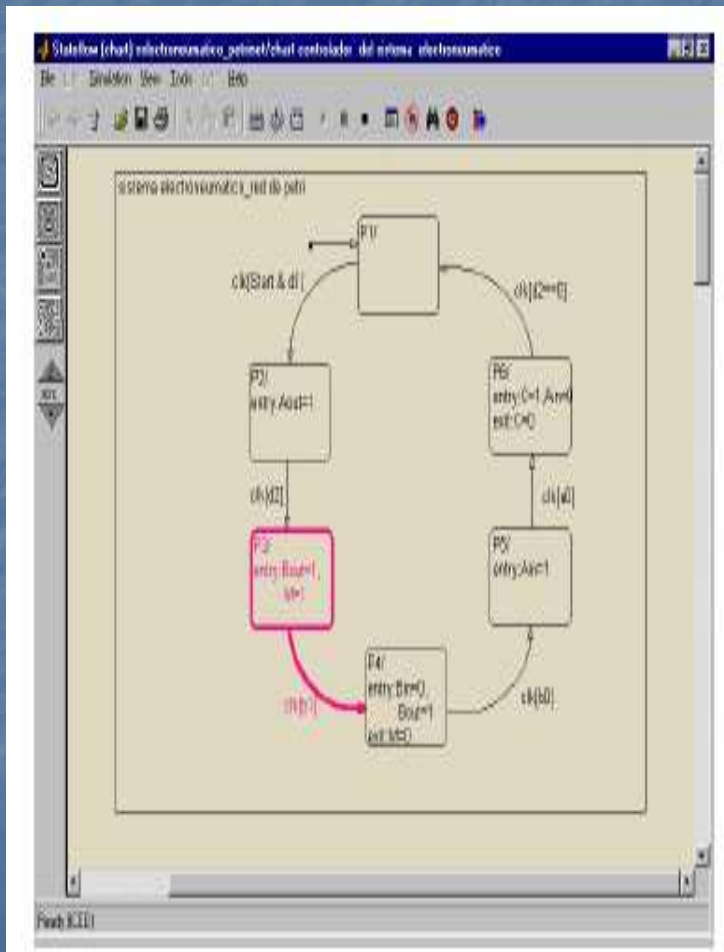 Stateflow (chart) selectroneumatico_petrinet/chart controlador del sistema electroneumatico
File Simulation View Tools Help
sistema electroneumatico_red de petri
P1/
clk[Start & d1]
clk[d2==0]
P2/
entry:Aout=1
P6/
entry:C=1,Ain=0
exit:C=0
clk[d2]
clk[a0]
P3/
entry:Bout=1,
M=1
P5/
entry:Ain=1
P4/
entry:Bin=0,
Bout=1
exit:M=0
clk[b1]
clk[b0]
Ready